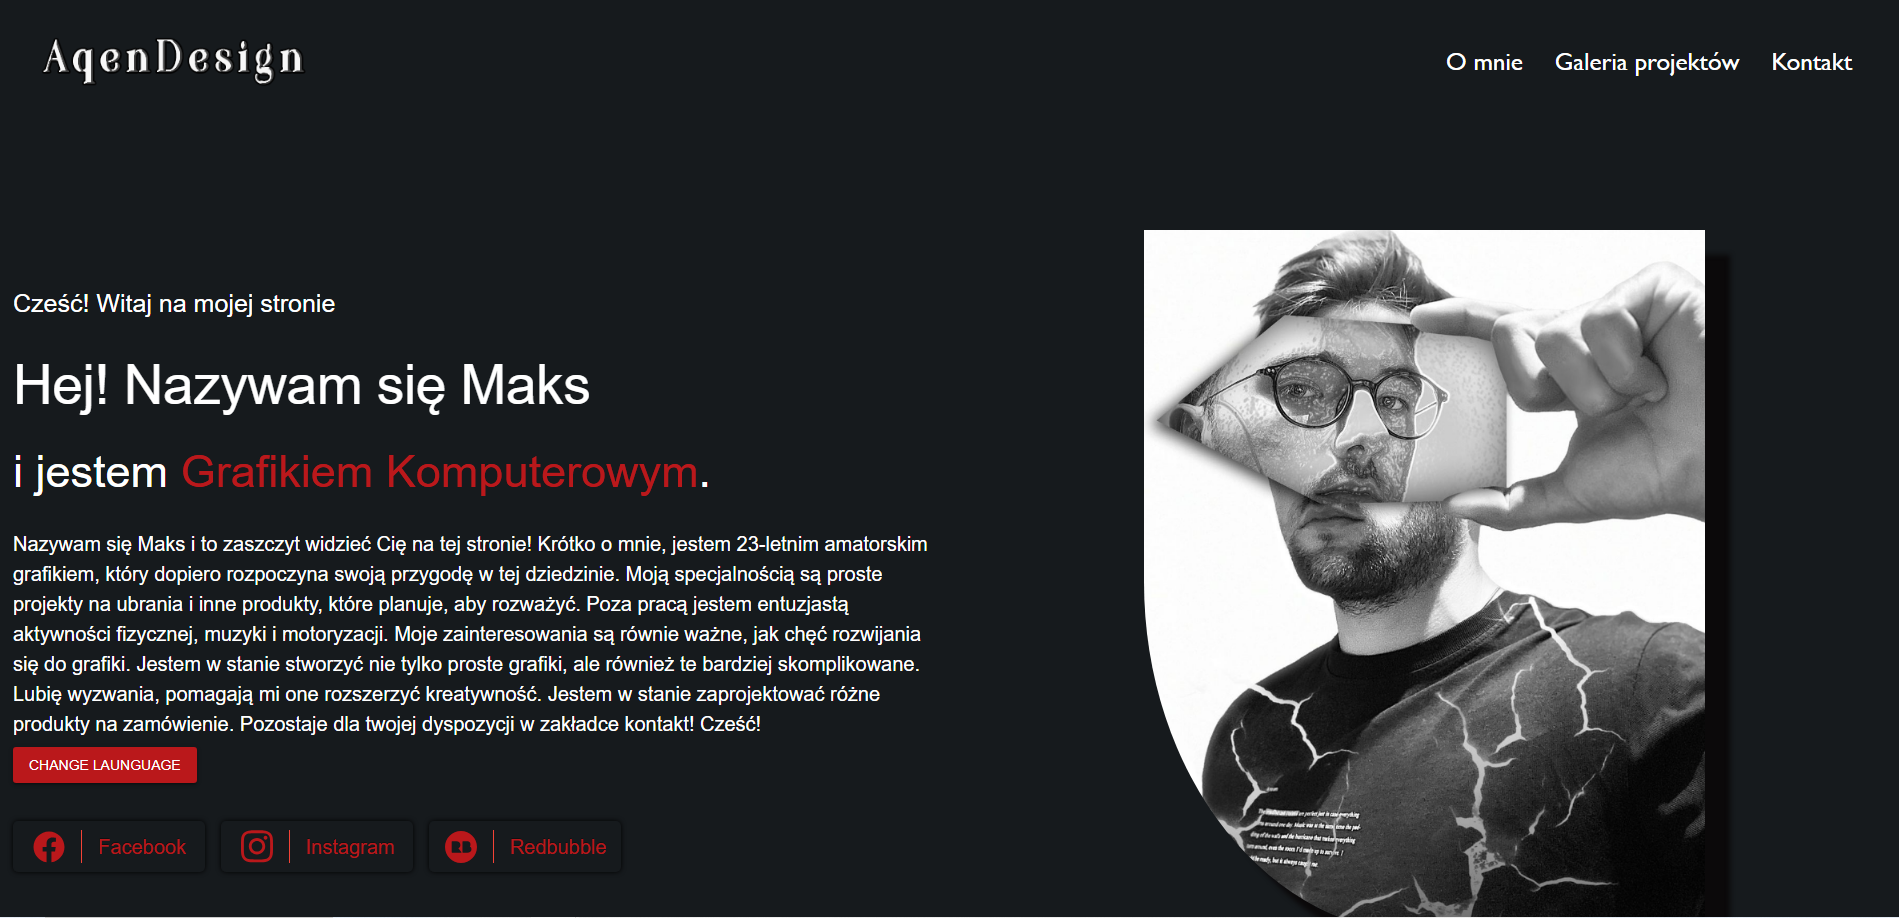 AqenDesign
O mnie Galeria projektów Kontakt
Cześć! Witaj na mojej stronie
Hej! Nazywam się Maks
i jestem Grafikiem Komputerowym.
Nazywam się Maks i to zaszczyt widzieć Cię na tej stronie! Krótko o mnie, jestem 23-letnim amatorskim
grafikiem, który dopiero rozpoczyna swoją przygodę w tej dziedzinie. Moją specjalnością są proste
projekty na ubrania i inne produkty, które planuje, aby rozważyć. Poza pracą jestem entuzjastą
aktywności fizycznej, muzyki i motoryzacji. Moje zainteresowania są równie ważne, jak chęć rozwijania
się do grafiki. Jestem w stanie stworzyć nie tylko proste grafiki, ale również te bardziej skomplikowane.
Lubię wyzwania, pomagają mi one rozszerzyć kreatywność. Jestem w stanie zaprojektować różne
produkty na zamówienie. Pozostaje dla twojej dyspozycji w zakładce kontakt! Cześć!
CHANGE LAUNGUAGE
Facebook Instagram Redbubble